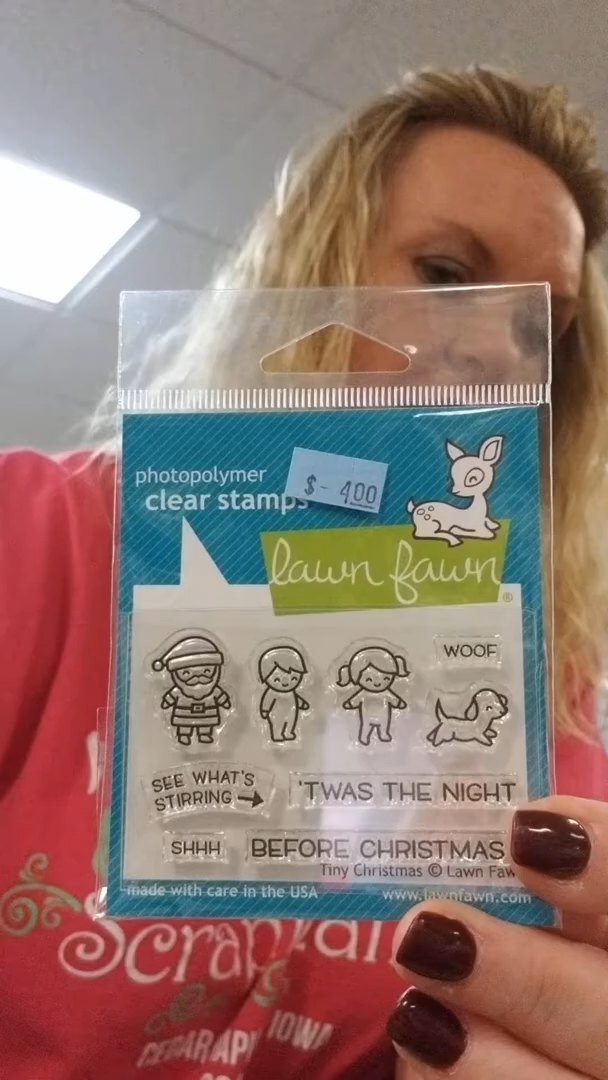 photopolymer
clear stamps
$- 4.00
lawn fawn®
WOOF
SEE WHAT'S
STIRRING →
'TWAS THE NIGHT
SHHH
BEFORE CHRISTMAS
Tiny Christmas © Lawn
made with care in the USA
www.lawnfawn.com
IOWA